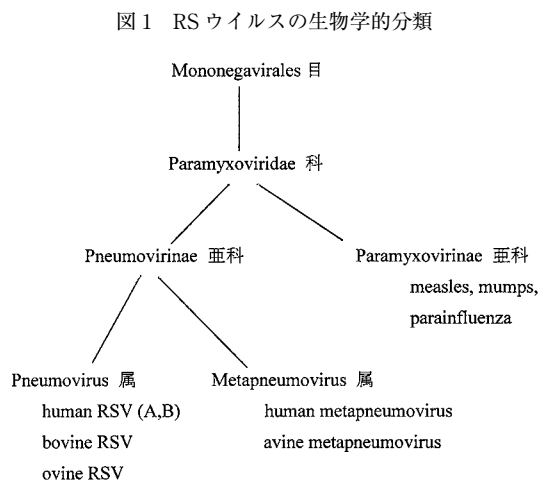 図1 RSウイルスの生物学的分類
Mononegavirales 目
Paramyxoviridae 科
Pneumovirinae 亜科
Paramyxovirinae 亜科
measles, mumps,
parainfluenza
Pneumovirus 属
human RSV (A,B)
bovine RSV
ovine RSV
Metapneumovirus 属
human metapneumovirus
avine metapneumovirus